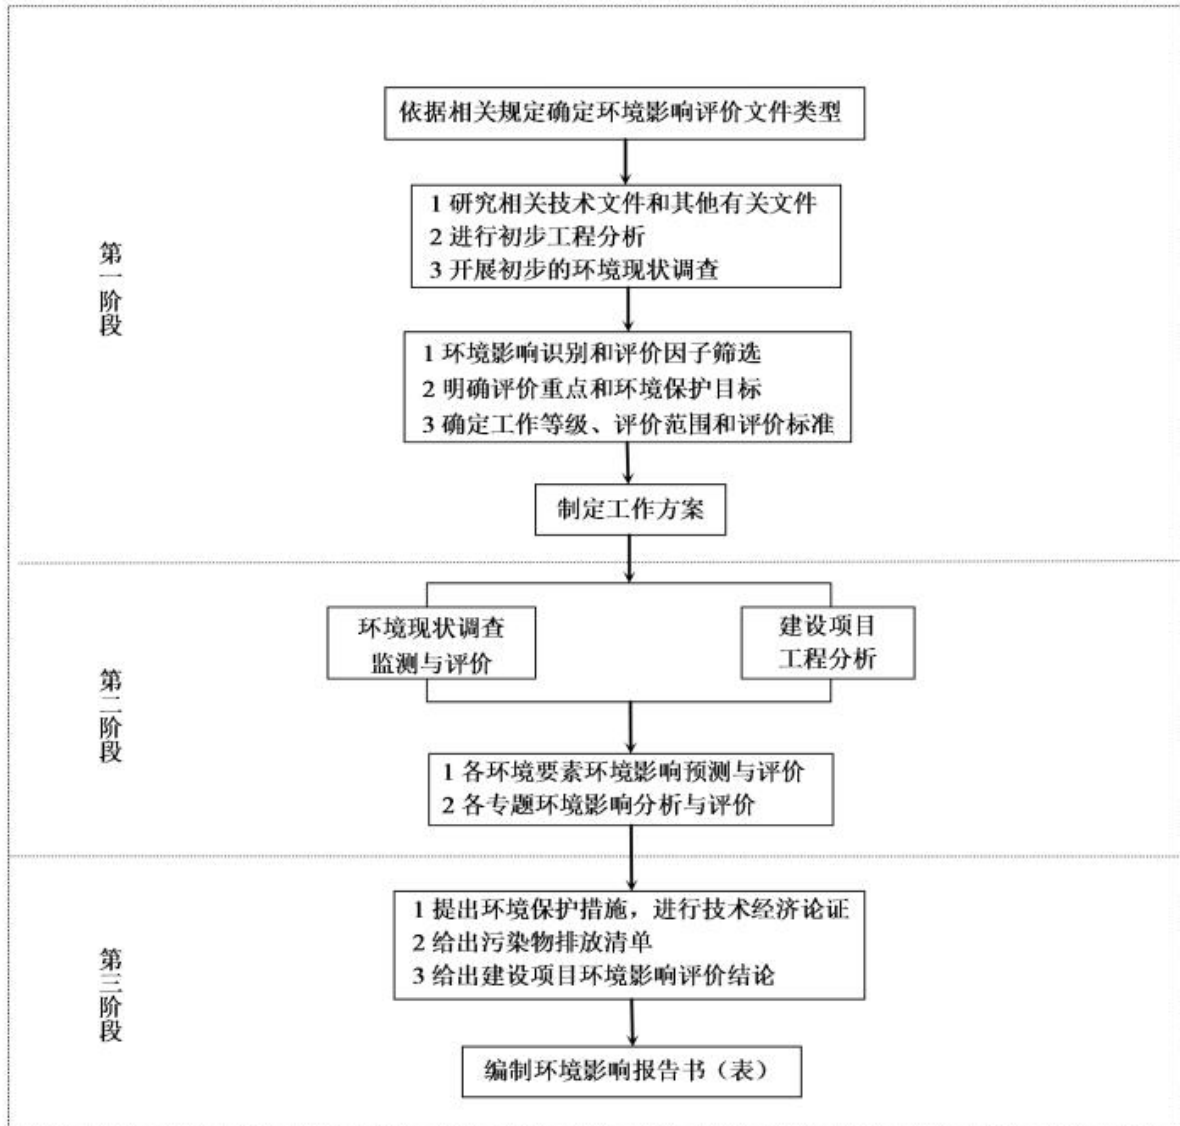 依据相关规定确定环境影响评价文件类型
1 研究相关技术文件和其他有关文件
2 进行初步工程分析
3 开展初步的环境现状调查
第一阶段
1 环境影响识别和评价因子筛选
2 明确评价重点和环境保护目标
3 确定工作等级、评价范围和评价标准
制定工作方案
环境现状调查
监测与评价
建设项目
工程分析
第二阶段
1 各环境要素环境影响预测与评价
2 各专题环境影响分析与评价
1 提出环境保护措施，进行技术经济论证
2 给出污染物排放清单
3 给出建设项目环境影响评价结论
第三阶段
编制环境影响报告书（表）